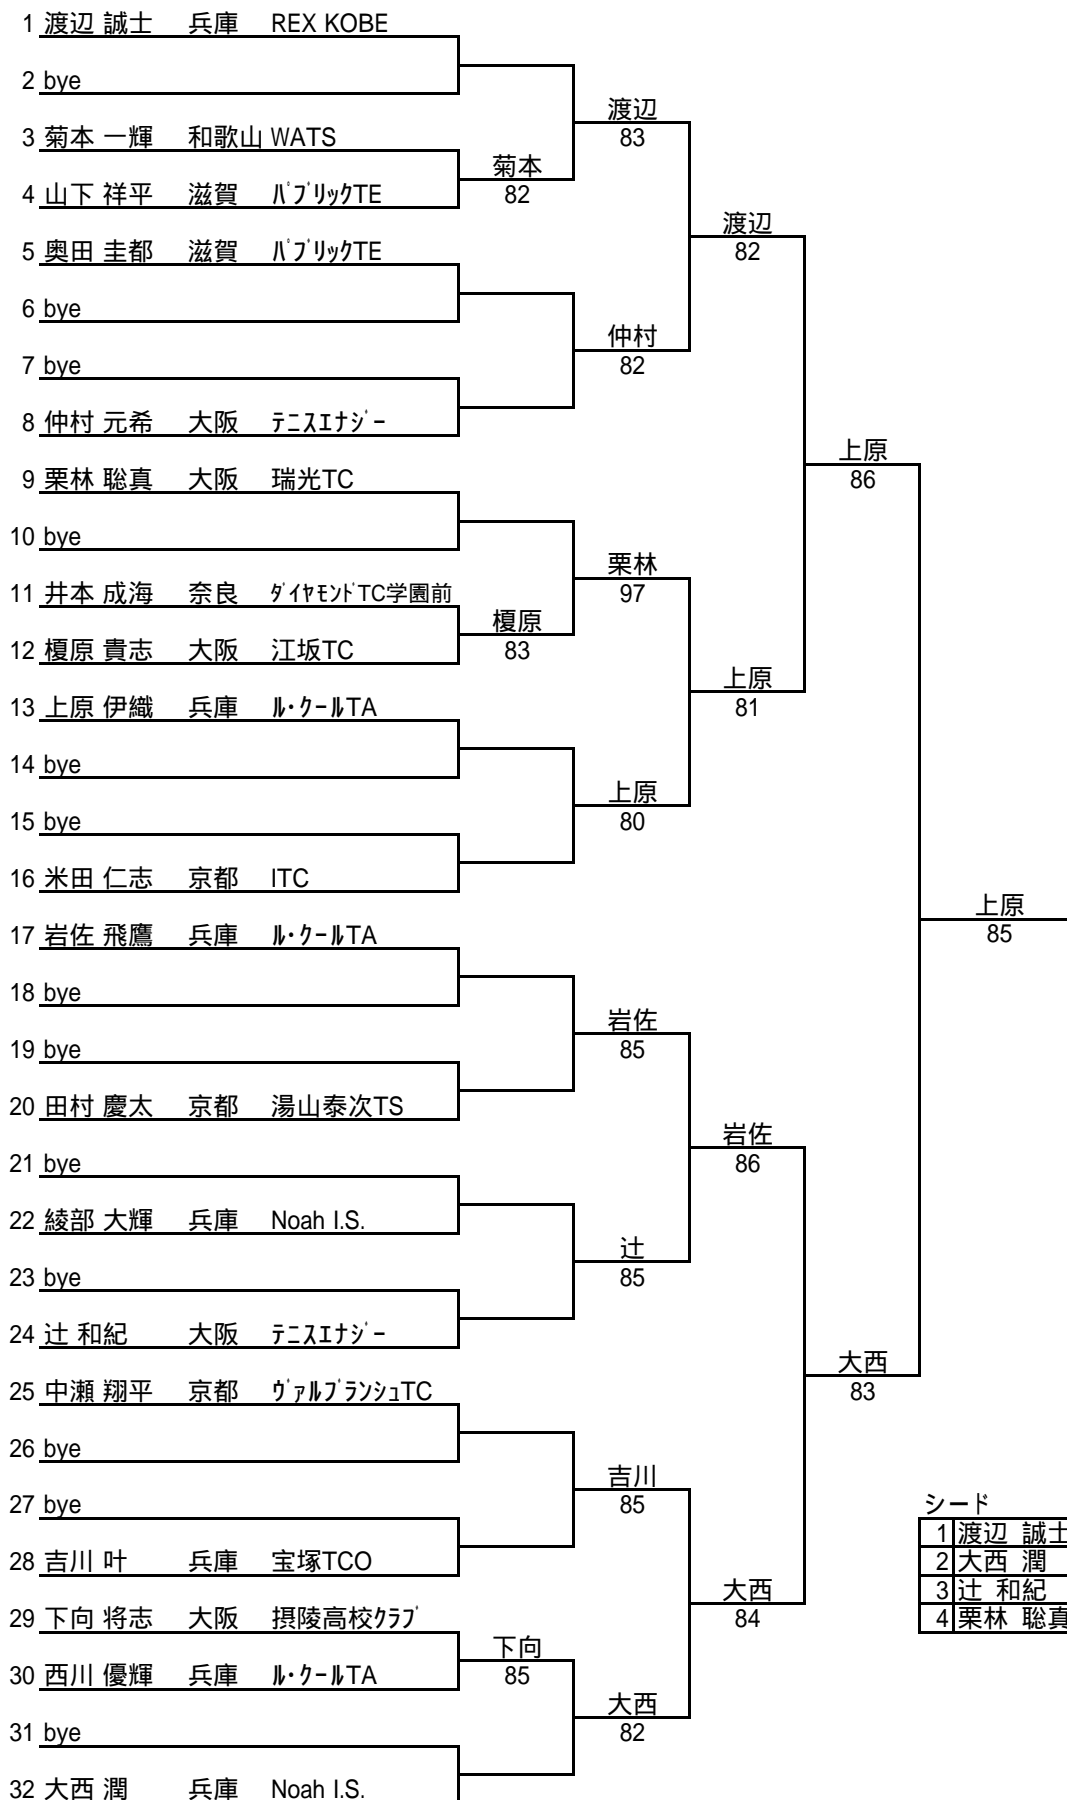 1 渡辺 誠士 兵庫 REX KOBE
2 bye
渡辺
83
3 菊本 一輝 和歌山 WATS
菊本
82
4 山下 祥平 滋賀 ﾊﾟﾌﾞﾘｯｸTE
渡辺
82
5 奥田 圭都 滋賀 ﾊﾟﾌﾞﾘｯｸTE
6 bye
仲村
82
7 bye
8 仲村 元希 大阪 ﾃﾆｽｴﾅｼﾞｰ
上原
86
9 栗林 聡真 大阪 瑞光TC
10 bye
栗林
97
11 井本 成海 奈良 ﾀﾞｲﾔﾓﾝﾄﾞTC学園前
榎原
83
12 榎原 貴志 大阪 江坂TC
上原
81
13 上原 伊織 兵庫 ﾙ･ｸｰﾙTA
14 bye
上原
80
15 bye
16 米田 仁志 京都 ITC
上原
85
17 岩佐 飛鷹 兵庫 ﾙ･ｸｰﾙTA
18 bye
岩佐
85
19 bye
20 田村 慶太 京都 湯山泰次TS
岩佐
86
21 bye
22 綾部 大輝 兵庫 Noah I.S.
辻
85
23 bye
24 辻 和紀 大阪 ﾃﾆｽｴﾅｼﾞｰ
大西
83
25 中瀬 翔平 京都 ｳﾞｧﾙﾌﾞﾗﾝｼｭTC
26 bye
吉川
85
27 bye
28 吉川 叶 兵庫 宝塚TCO
大西
84
29 下向 将志 大阪 摂陵高校ｸﾗﾌﾞ
下向
85
30 西川 優輝 兵庫 ﾙ･ｸｰﾙTA
大西
82
31 bye
32 大西 潤 兵庫 Noah I.S.
シード
1 渡辺 誠士
2 大西 潤
3 辻 和紀
4 栗林 聡真